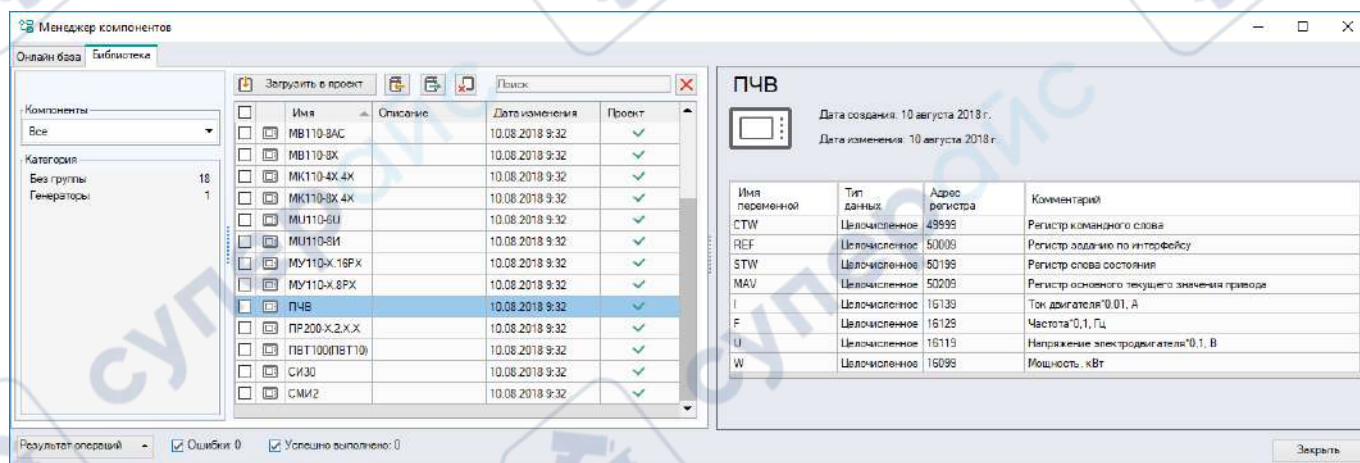 Менеджер компонентов
Онлайн база Библиотека
Загрузить в проект Поиск
Компоненты
Все
Категория
Без группы 18
Генераторы 1
Имя Описание Дата изменения Проект
МВ110-8АС 10.08.2018 9:32
МВ110-8Х 10.08.2018 9:32
МК110-4Х.4Х 10.08.2018 9:32
МК110-8Х.4Х 10.08.2018 9:32
МU110-6U 10.08.2018 9:32
МU110-8И 10.08.2018 9:32
МУ110-Х.16РХ 10.08.2018 9:32
МУ110-Х.8РХ 10.08.2018 9:32
ПЧВ 10.08.2018 9:32
ПР200-Х.2.Х.Х 10.08.2018 9:32
ПВТ100(ПВТ10) 10.08.2018 9:32
СИ30 10.08.2018 9:32
СМИ2 10.08.2018 9:32
ПЧВ
Дата создания: 10 августа 2018 г.
Дата изменения: 10 августа 2018 г.
Имя переменной Тип данных Адрес регистра Комментарий
CTW Целочисленное 49999 Регистр командного слова
REF Целочисленное 50009 Регистр заданию по интерфейсу
STW Целочисленное 50199 Регистр слова состояния
MAV Целочисленное 50209 Регистр основного текущего значения привода
I Целочисленное 16139 Ток двигателя*0.01, А
F Целочисленное 16129 Частота*0,1, Гц
U Целочисленное 16119 Напряжение электродвигателя*0,1, В
W Целочисленное 16099 Мощность, кВт
Результат операций Ошибки: 0 Успешно выполнено: 0
Закрыть
суперайс
суперайс